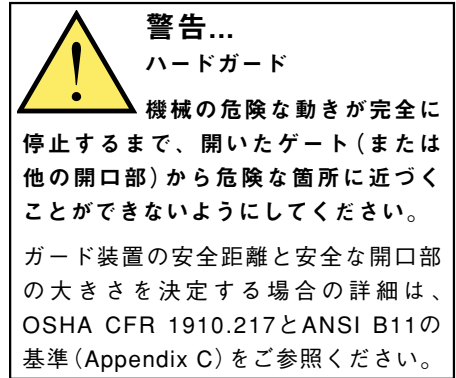 警告...
ハードガード
機械の危険な動きが完全に
停止するまで、開いたゲート(または
他の開口部)から危険な箇所に近づく
ことができないようにしてください。
ガード装置の安全距離と安全な開口部
の大きさを決定する場合の詳細は、
OSHA CFR 1910.217とANSI B11の
基準(Appendix C)をご参照ください。